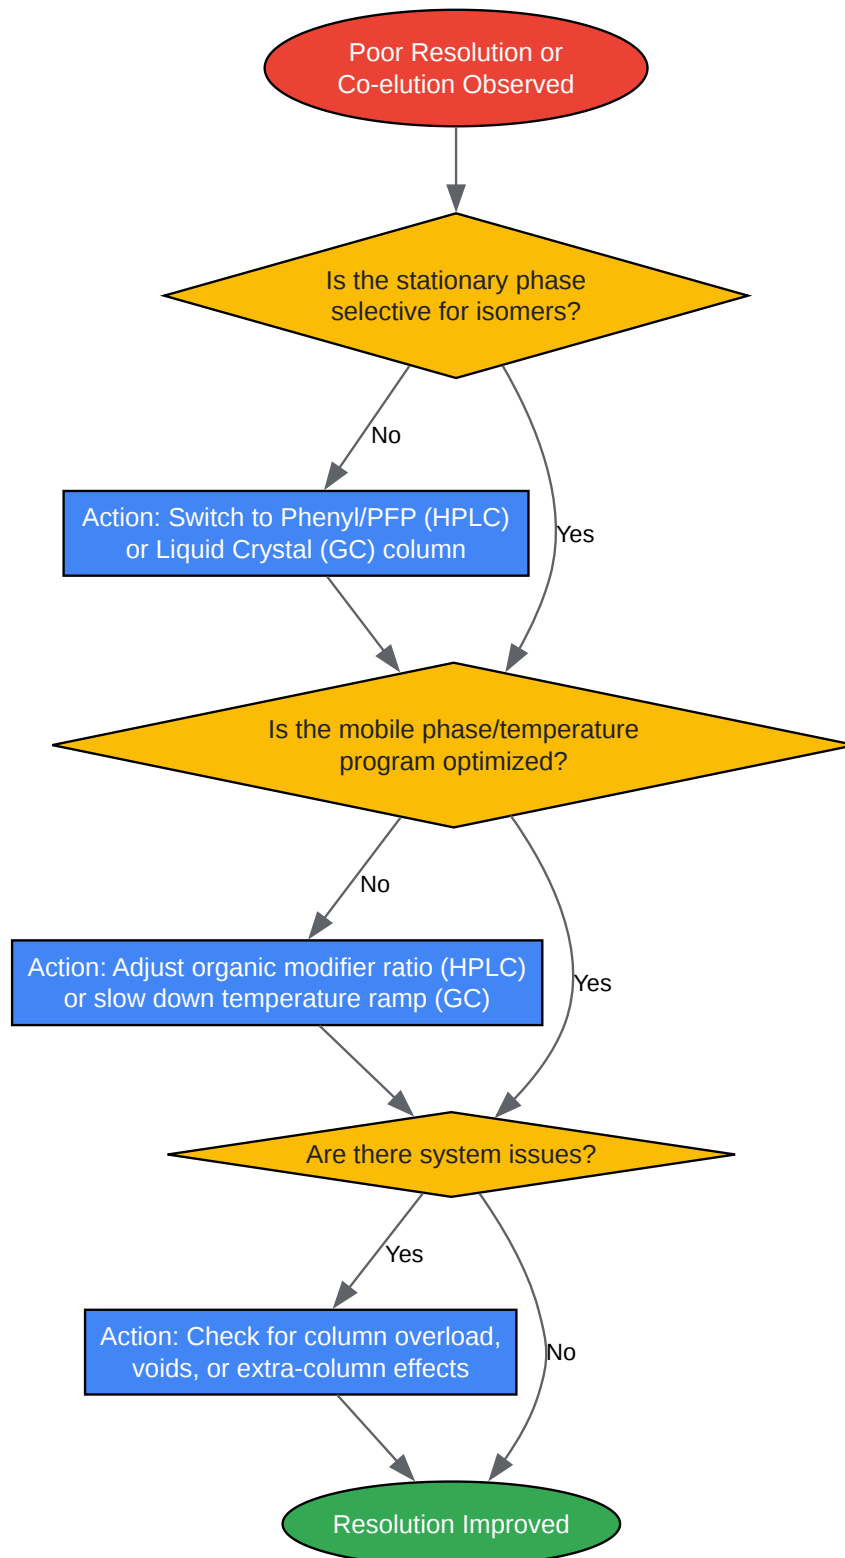 Poor Resolution or
Co-elution Observed
Is the stationary phase
selective for isomers?
No
Action: Switch to Phenyl/PFP (HPLC)
or Liquid Crystal (GC) column
Yes
Is the mobile phase/temperature
program optimized?
No
Action: Adjust organic modifier ratio (HPLC)
or slow down temperature ramp (GC)
Yes
Are there system issues?
Yes
Action: Check for column overload,
voids, or extra-column effects
No
Resolution Improved